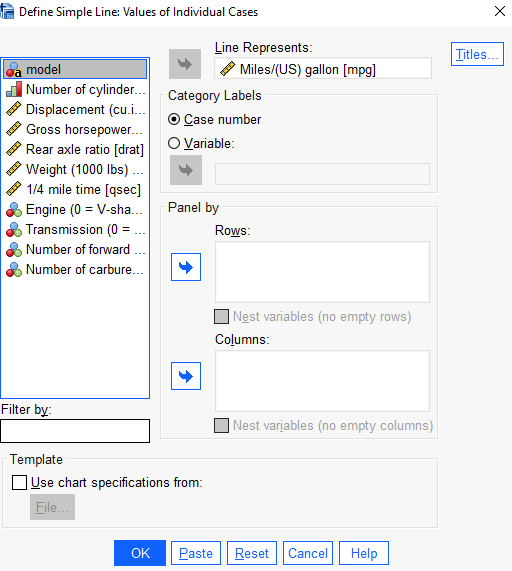 Define Simple Line: Values of Individual Cases
model
Number of cylinder...
Displacement (cu.i...
Gross horsepower...
Rear axle ratio [drat]
Weight (1000 lbs) ...
1/4 mile time [qsec]
Engine (0 = V-sha...
Transmission (0 = ...
Number of forward ...
Number of carbure...
Filter by:
Line Represents:
Miles/(US) gallon [mpg]
Titles...
Category Labels
Case number
Variable:
Panel by
Rows:
Nest variables (no empty rows)
Columns:
Nest variables (no empty columns)
Template
Use chart specifications from:
File...
OK
Paste
Reset
Cancel
Help